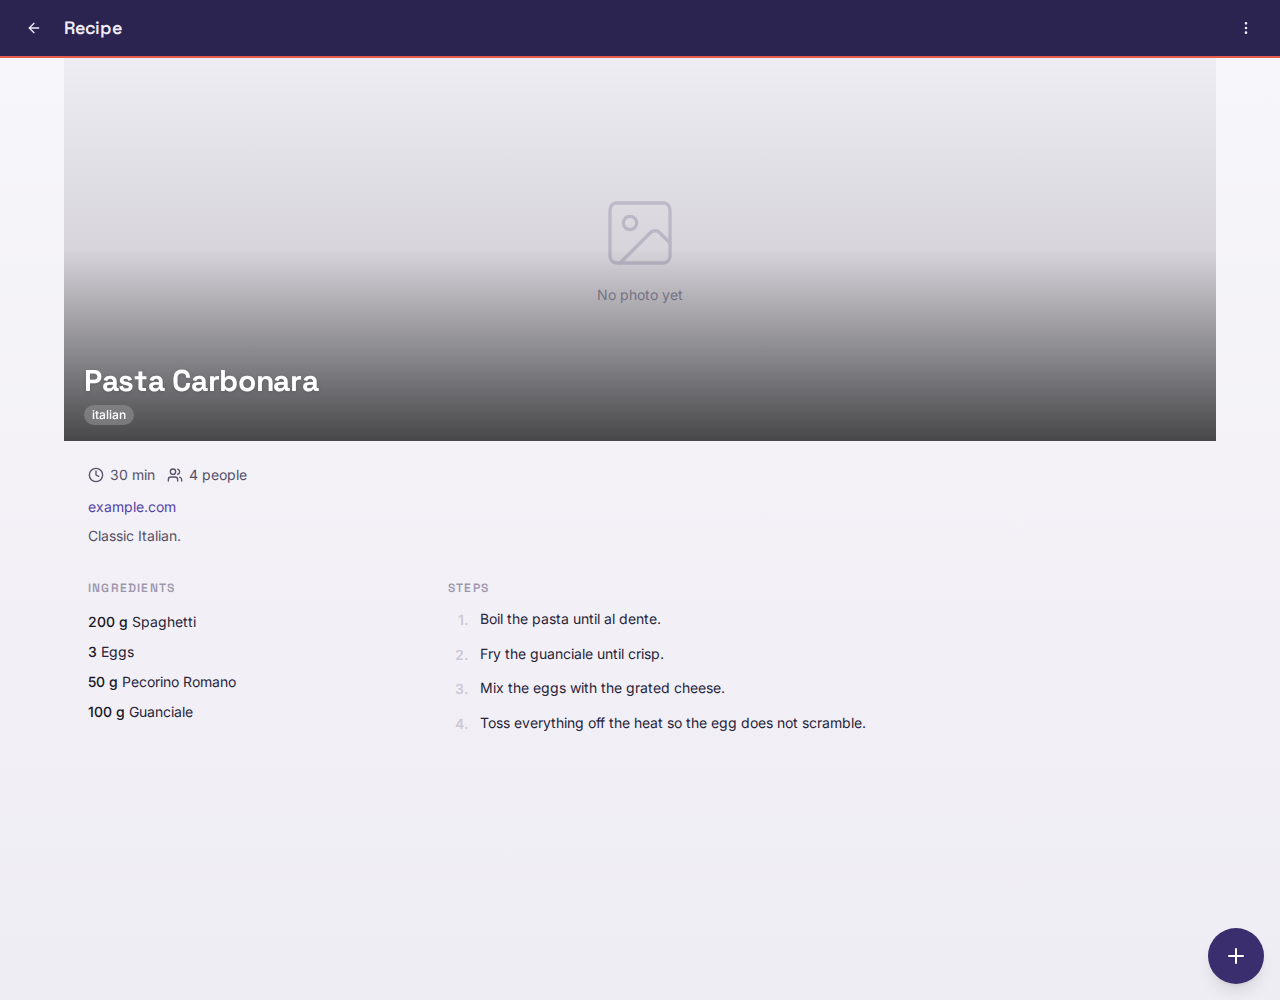 Recipe
No photo yet
Pasta Carbonara
italian
30 min 4 people
example.com
Classic Italian.
INGREDIENTS
200 g Spaghetti
3 Eggs
50 g Pecorino Romano
100 g Guanciale
STEPS
1. Boil the pasta until al dente.
2. Fry the guanciale until crisp.
3. Mix the eggs with the grated cheese.
4. Toss everything off the heat so the egg does not scramble.